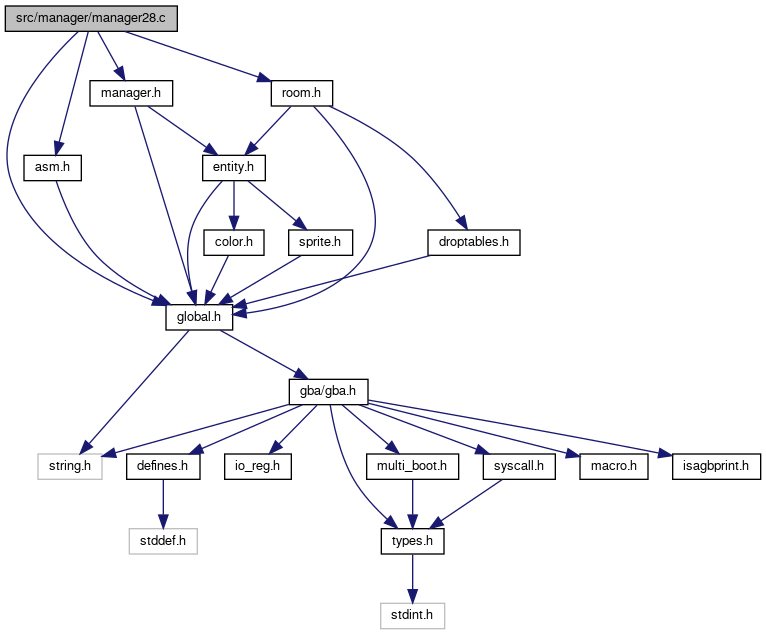 src/manager/manager28.c
manager.h
room.h
asm.h
entity.h
color.h
sprite.h
droptables.h
global.h
gba/gba.h
string.h
defines.h
io_reg.h
multi_boot.h
syscall.h
macro.h
isagbprint.h
stddef.h
types.h
stdint.h